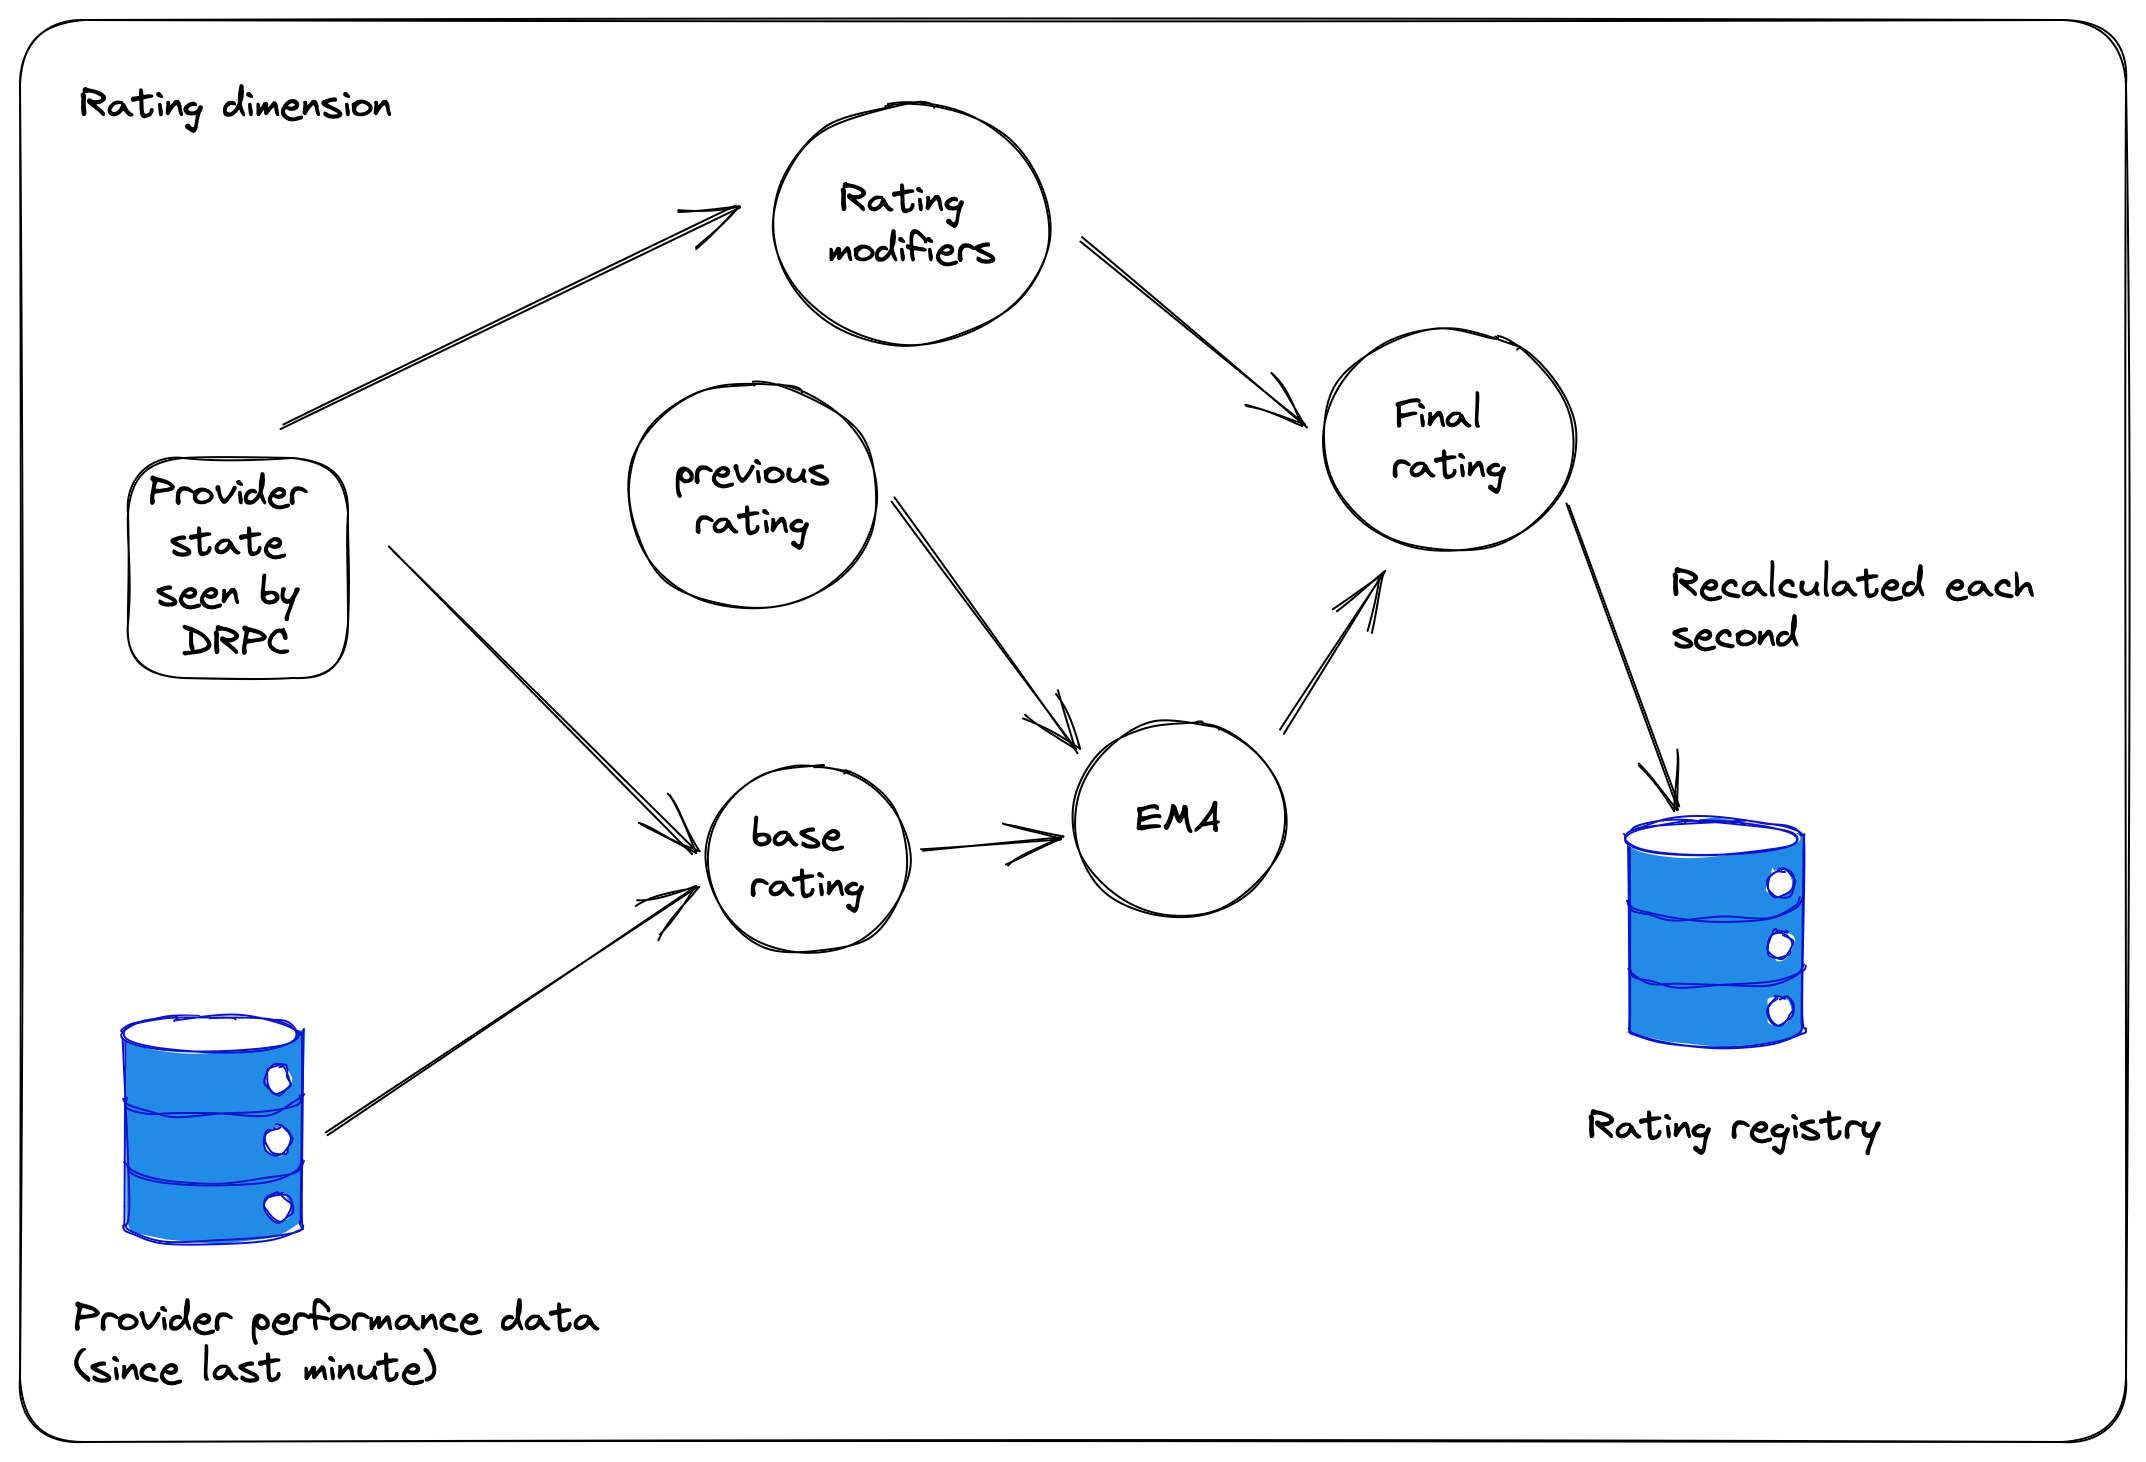 Rating dimension
Rating
modifiers
previous
rating
Final
rating
Provider
state
seen by
DRPC
Recalculated each
second
base
rating
EMA
Rating registry
Provider performance data
(since last minute)